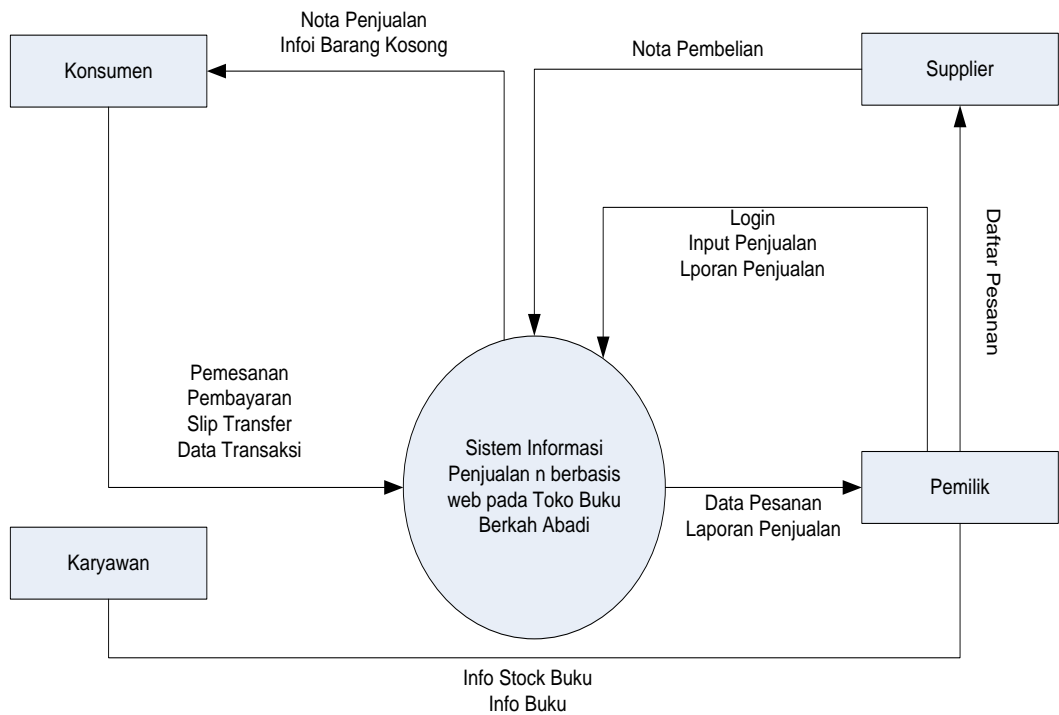 Nota Penjualan
Infoi Barang Kosong
Konsumen
Nota Pembelian
Supplier
Login
Input Penjualan
Lporan Penjualan
Daftar Pesanan
Pemesanan
Pembayaran
Slip Transfer
Data Transaksi
Sistem Informasi
Penjualan n berbasis
web pada Toko Buku
Berkah Abadi
Data Pesanan
Laporan Penjualan
Pemilik
Karyawan
Info Stock Buku
Info Buku